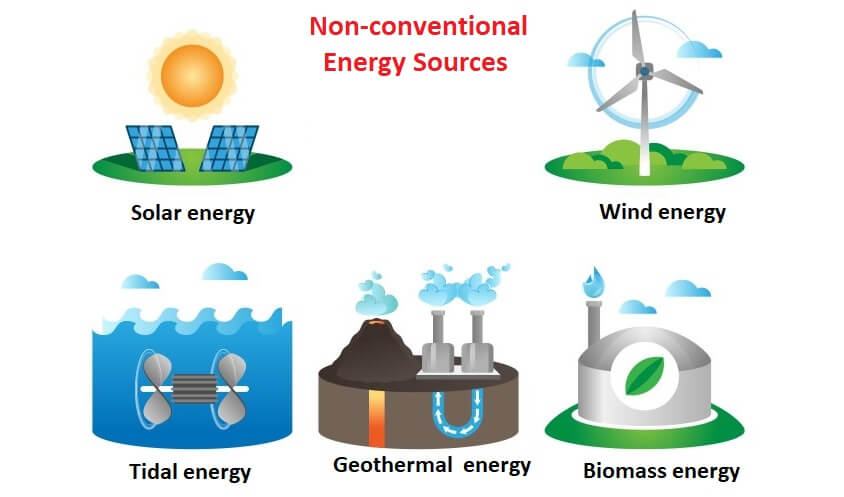 Non-conventional
Energy Sources
Solar energy
Wind energy
Tidal energy
Geothermal energy
Biomass energy